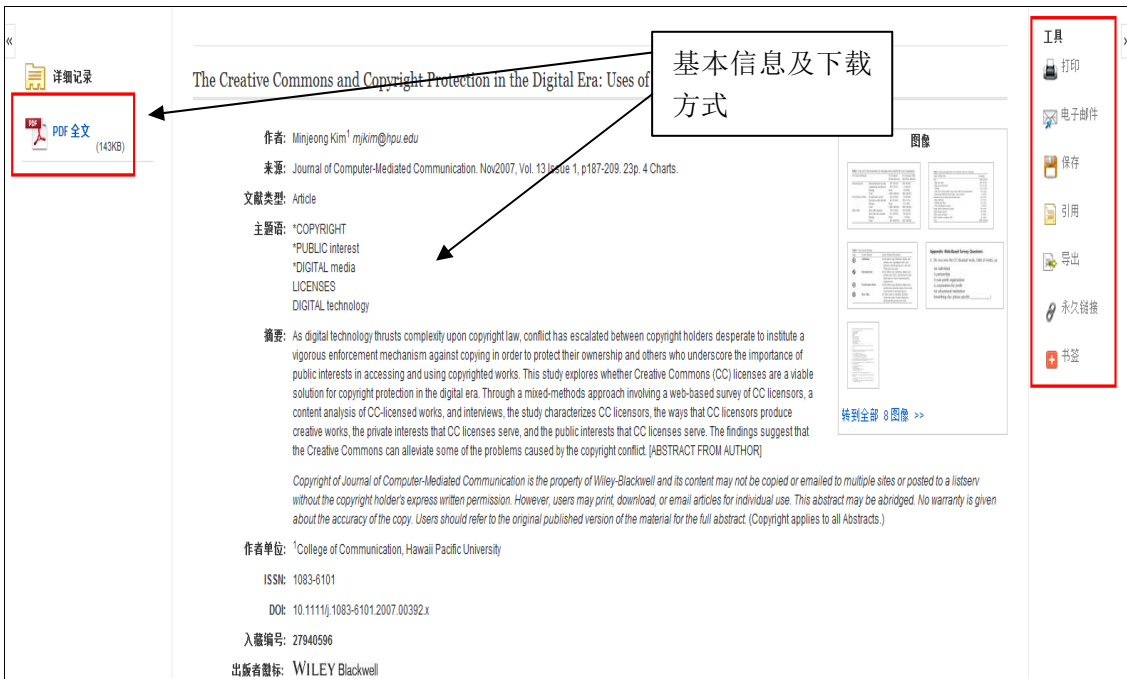 «
»
详细记录
PDF 全文
(143KB)
基本信息及下载
方式
The Creative Commons and Copyright Protection in the Digital Era: Uses of
作者: Minjeong Kim¹ mjkim@hpu.edu
来源: Journal of Computer-Mediated Communication. Nov2007, Vol. 13 Issue 1, p187-209. 23p. 4 Charts.
文献类型: Article
主题语: *COPYRIGHT
*PUBLIC interest
*DIGITAL media
LICENSES
DIGITAL technology
摘要: As digital technology thrusts complexity upon copyright law, conflict has escalated between copyright holders desperate to institute a
vigorous enforcement mechanism against copying in order to protect their ownership and others who underscore the importance of
public interests in accessing and using copyrighted works. This study explores whether Creative Commons (CC) licenses are a viable
solution for copyright protection in the digital era. Through a mixed-methods approach involving a web-based survey of CC licensors, a
content analysis of CC-licensed works, and interviews, the study characterizes CC licensors, the ways that CC licensors produce
creative works, the private interests that CC licenses serve, and the public interests that CC licenses serve. The findings suggest that
the Creative Commons can alleviate some of the problems caused by the copyright conflict. [ABSTRACT FROM AUTHOR]
Copyright of Journal of Computer-Mediated Communication is the property of Wiley-Blackwell and its content may not be copied or emailed to multiple sites or posted to a listserv
without the copyright holder's express written permission. However, users may print, download, or email articles for individual use. This abstract may be abridged. No warranty is given
about the accuracy of the copy. Users should refer to the original published version of the material for the full abstract. (Copyright applies to all Abstracts.)
作者单位: ¹College of Communication, Hawaii Pacific University
ISSN: 1083-6101
DOI: 10.1111/j.1083-6101.2007.00392.x
入藏编号: 27940596
出版者徽标: WILEY Blackwell
图像
Appendix: Web-Based Survey Questions
转到全部 8 图像 >>
工具
打印
电子邮件
保存
引用
导出
永久链接
书签